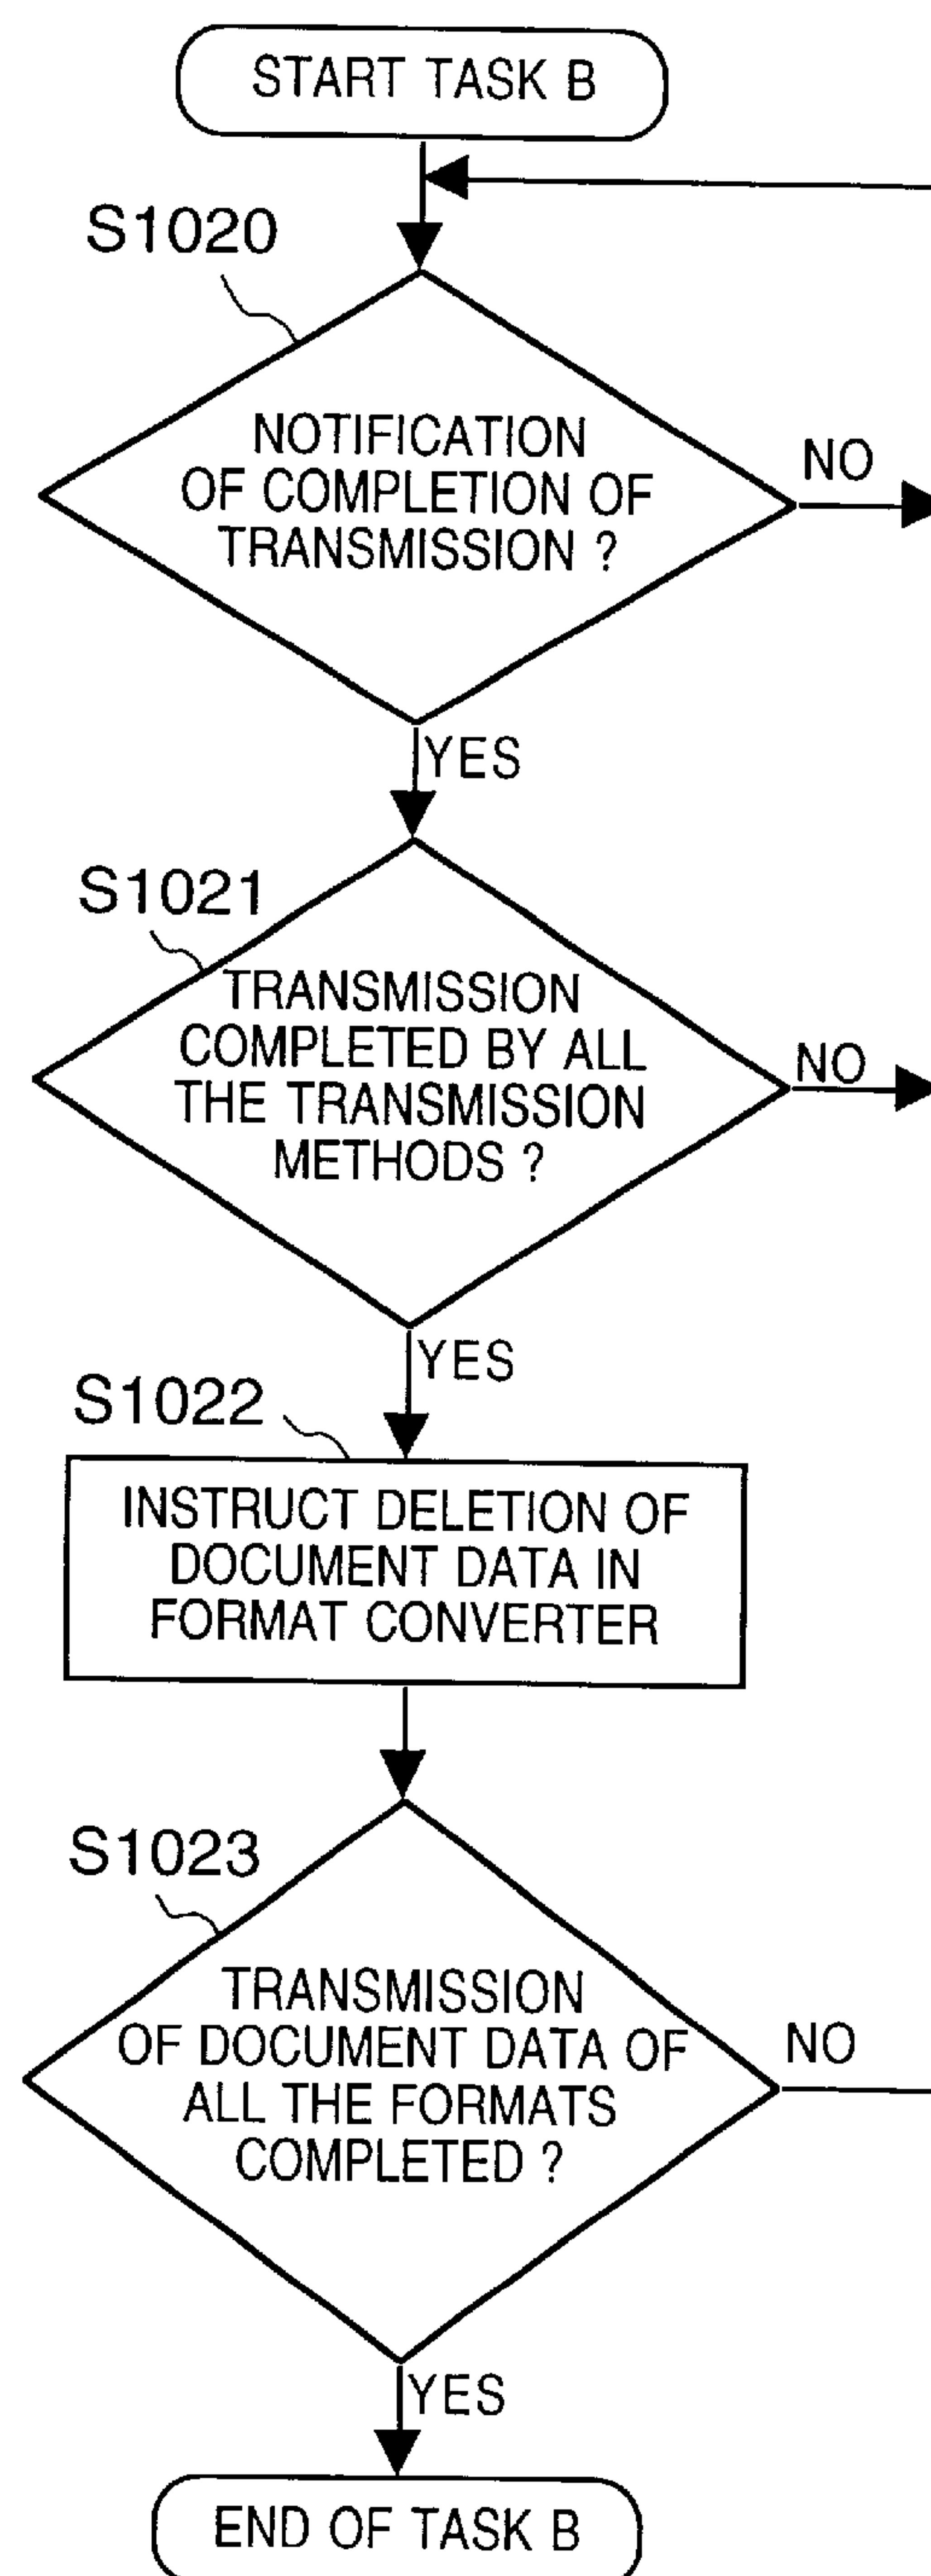 START TASK B
S1020
NOTIFICATION
OF COMPLETION OF
TRANSMISSION ?
NO
YES
S1021
TRANSMISSION
COMPLETED BY ALL
THE TRANSMISSION
METHODS ?
NO
YES
S1022
INSTRUCT DELETION OF
DOCUMENT DATA IN
FORMAT CONVERTER
S1023
TRANSMISSION
OF DOCUMENT DATA OF
ALL THE FORMATS
COMPLETED ?
NO
YES
END OF TASK B